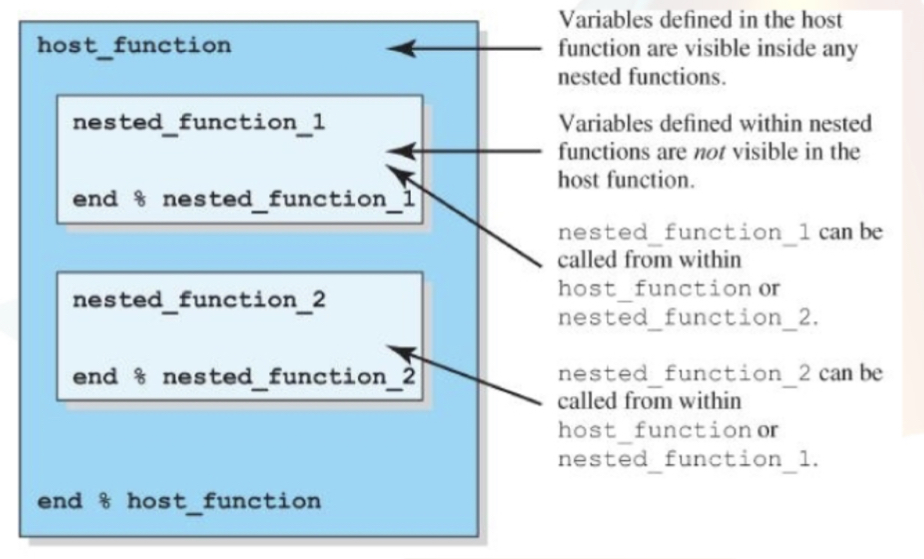 host_function
nested_function_1
end % nested_function_1
nested_function_2
end % nested_function_2
end % host_function
Variables defined in the host
function are visible inside any
nested functions.
Variables defined within nested
functions are not visible in the
host function.
nested_function_1 can be
called from within
host_function or
nested_function_2.
nested_function_2 can be
called from within
host_function or
nested_function_1.